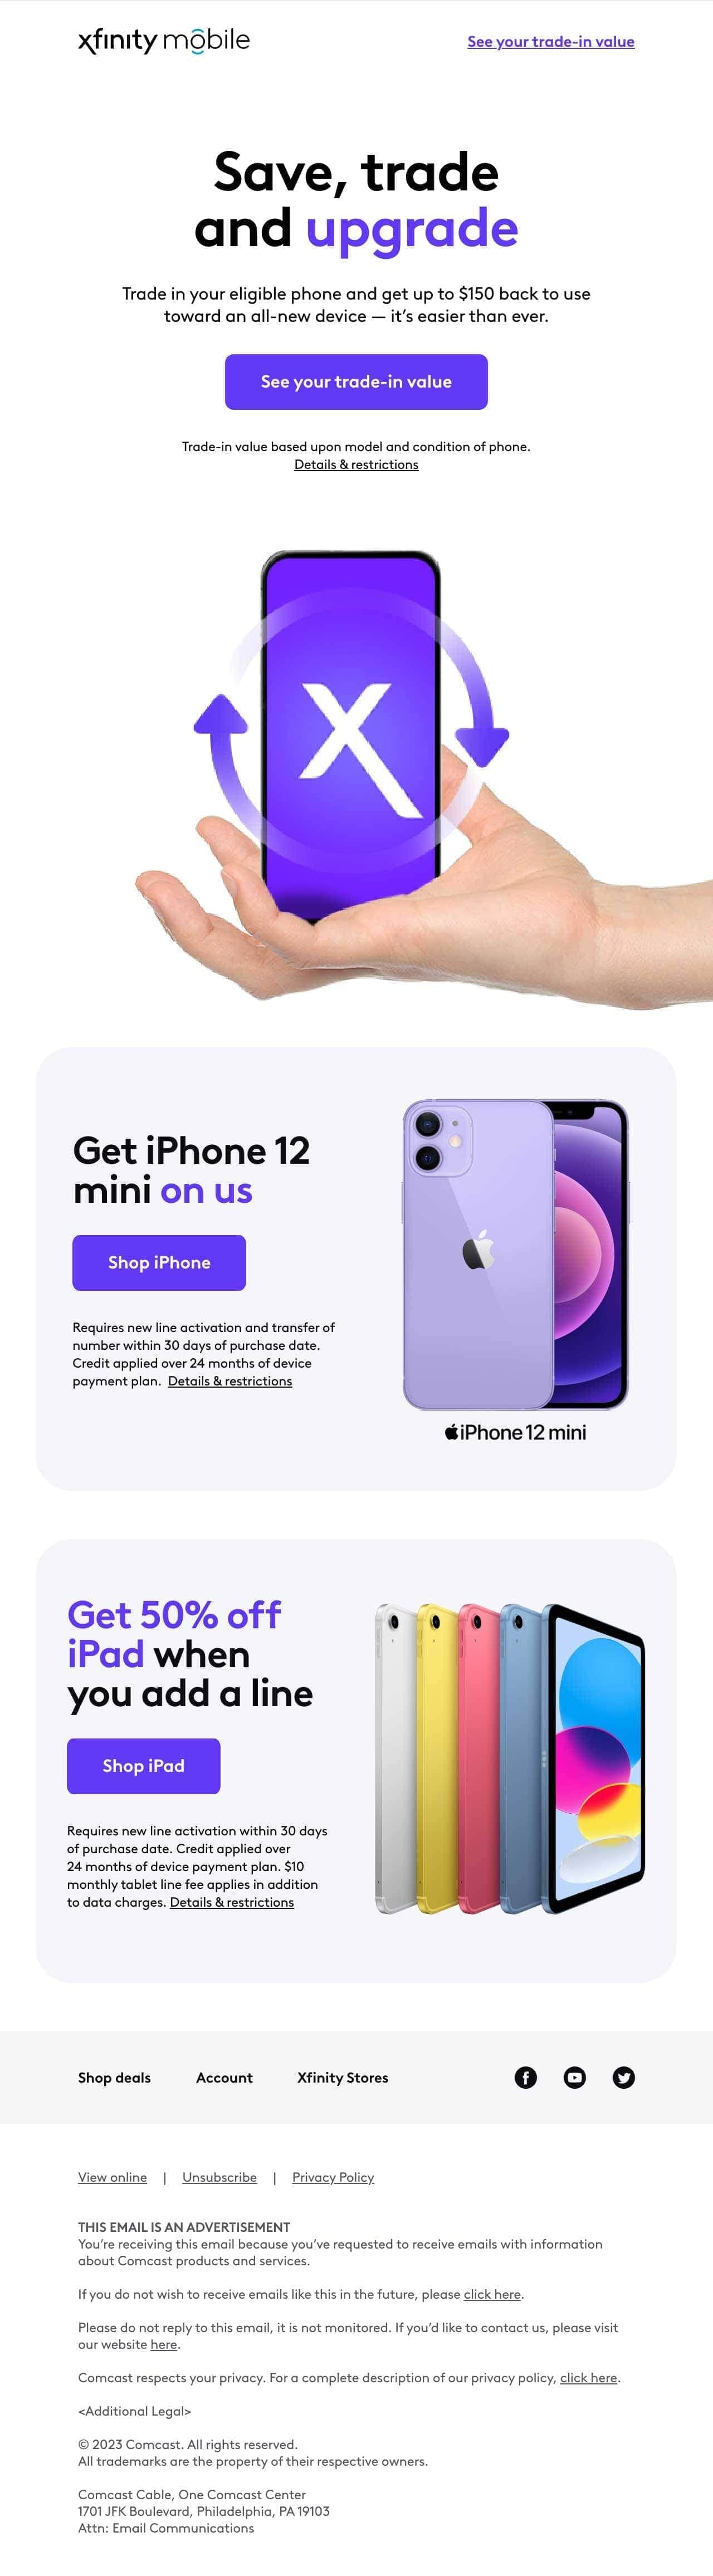 xfinity mobile
See your trade-in value
Save, trade
and upgrade
Trade in your eligible phone and get up to $150 back to use
toward an all-new device — it’s easier than ever.
See your trade-in value
Trade-in value based upon model and condition of phone.
Details & restrictions
X
Get iPhone 12
mini on us
Shop iPhone
Requires new line activation and transfer of
number within 30 days of purchase date.
Credit applied over 24 months of device
payment plan. Details & restrictions
iPhone 12 mini
Get 50% off
iPad when
you add a line
Shop iPad
Requires new line activation within 30 days
of purchase date. Credit applied over
24 months of device payment plan. $10
monthly tablet line fee applies in addition
to data charges. Details & restrictions
Shop deals Account Xfinity Stores
View online | Unsubscribe | Privacy Policy
THIS EMAIL IS AN ADVERTISEMENT
You’re receiving this email because you’ve requested to receive emails with information
about Comcast products and services.
If you do not wish to receive emails like this in the future, please click here.
Please do not reply to this email, it is not monitored. If you’d like to contact us, please visit
our website here.
Comcast respects your privacy. For a complete description of our privacy policy, click here.
<Additional Legal>
© 2023 Comcast. All rights reserved.
All trademarks are the property of their respective owners.
Comcast Cable, One Comcast Center
1701 JFK Boulevard, Philadelphia, PA 19103
Attn: Email Communications